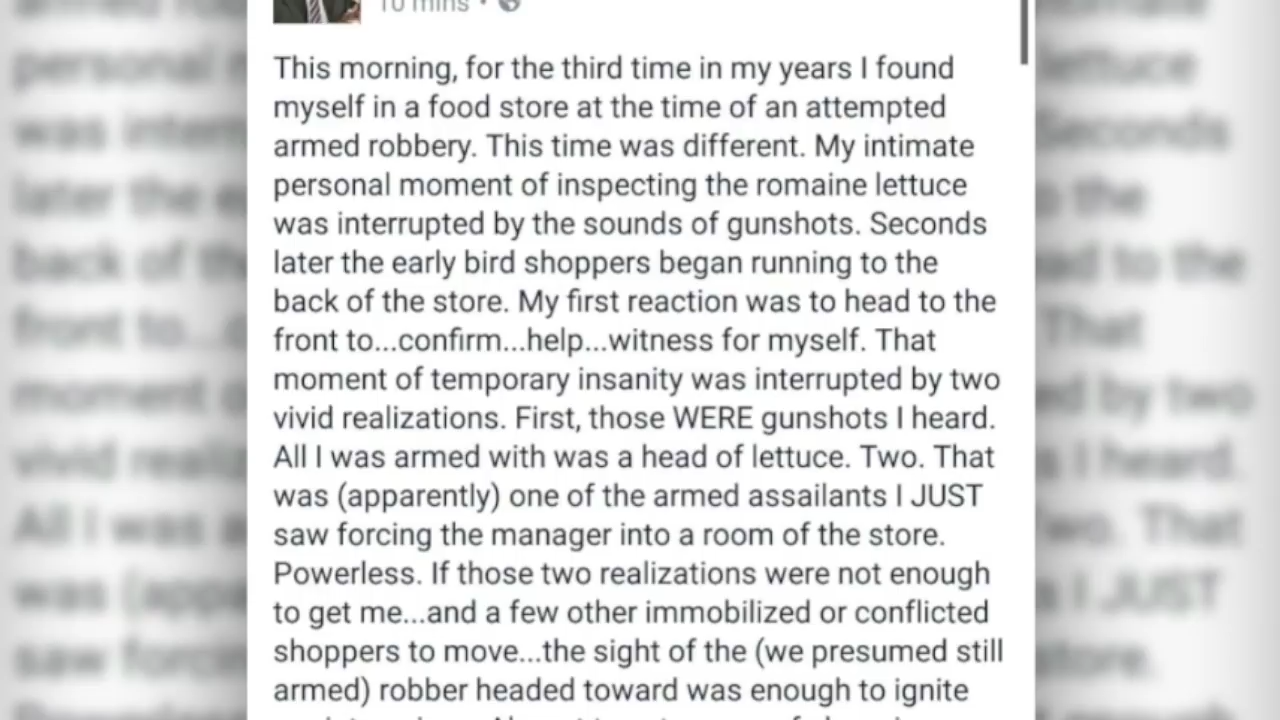 10 mins ·
This morning, for the third time in my years I found
myself in a food store at the time of an attempted
armed robbery. This time was different. My intimate
personal moment of inspecting the romaine lettuce
was interrupted by the sounds of gunshots. Seconds
later the early bird shoppers began running to the
back of the store. My first reaction was to head to the
front to...confirm...help...witness for myself. That
moment of temporary insanity was interrupted by two
vivid realizations. First, those WERE gunshots I heard.
All I was armed with was a head of lettuce. Two. That
was (apparently) one of the armed assailants I JUST
saw forcing the manager into a room of the store.
Powerless. If those two realizations were not enough
to get me...and a few other immobilized or conflicted
shoppers to move...the sight of the (we presumed still
armed) robber headed toward was enough to ignite